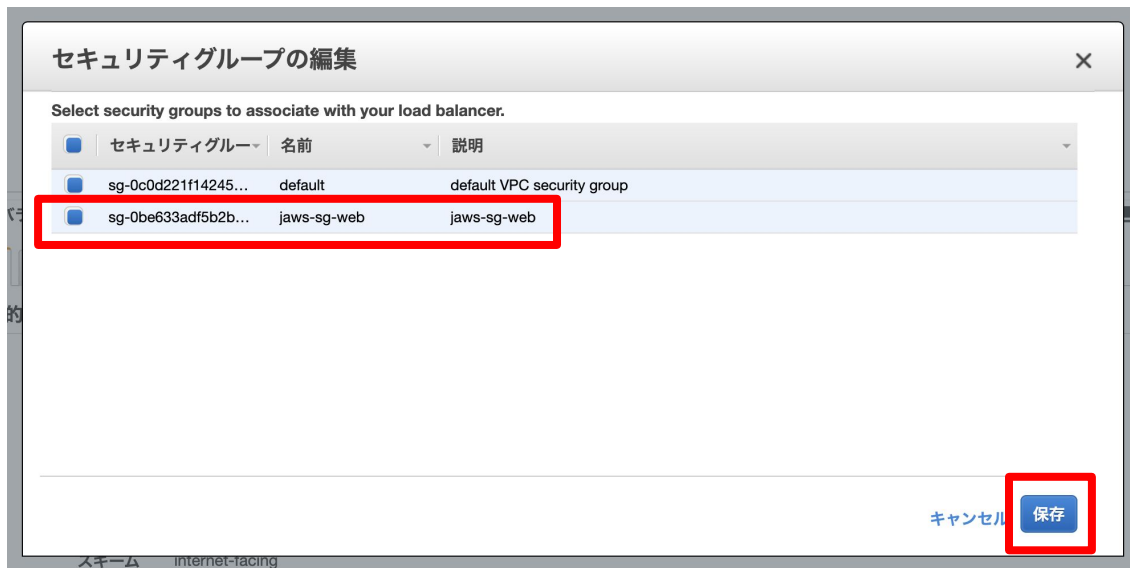 セキュリティグループの編集
Select security groups to associate with your load balancer.
セキュリティグルー 名前 説明
sg-0c0d221f14245... default default VPC security group
sg-0be633adf5b2b... jaws-sg-web jaws-sg-web
的
キャンセル 保存
スキーム internet-facing